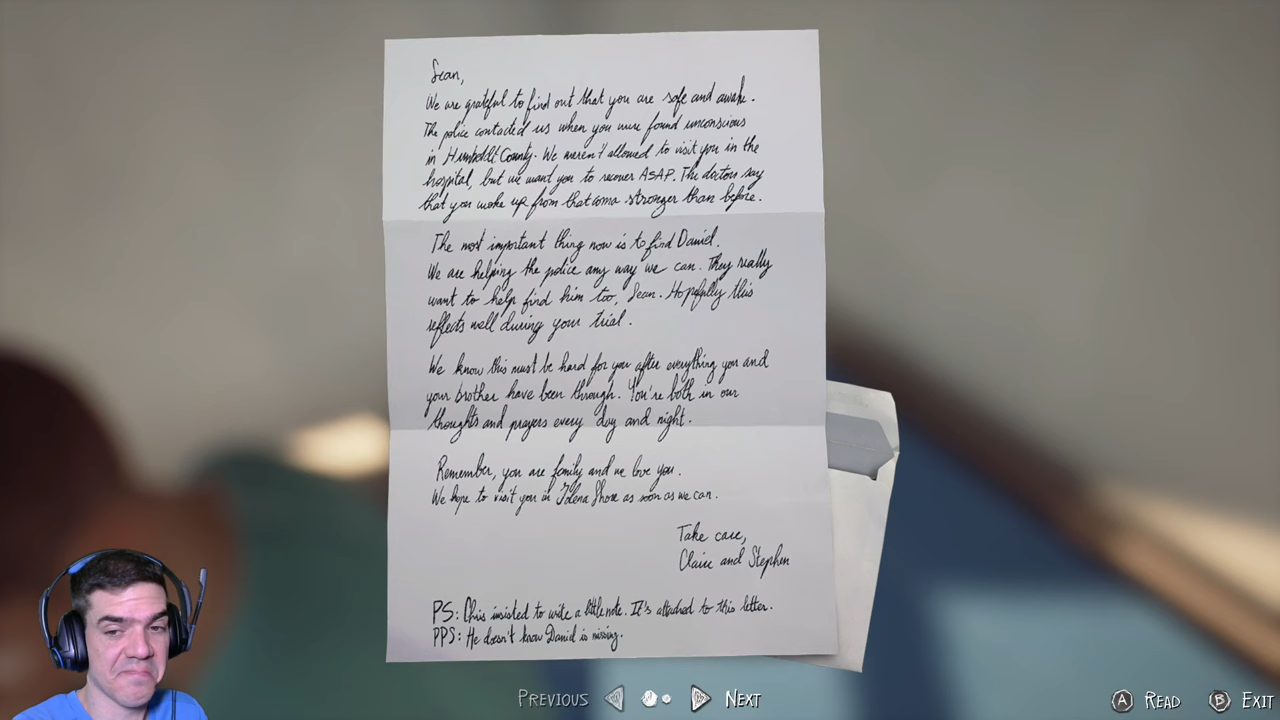 Sean,
We are grateful to find out that you are safe and awake.
The police contacted us when you were found unconscious
in Humboldt County. We weren't allowed to visit you in the
hospital, but we want you to recover ASAP. The doctors say
that you woke up from that coma stronger than before.
The most important thing now is to find Daniel.
We are helping the police any way we can. They really
want to help find him too, Sean. Hopefully this
reflects well during your trial.
We know this must be hard for you after everything you and
your brother have been through. You're both in our
thoughts and prayers every day and night.
Remember, you are family and we love you.
We hope to visit you in Shore as soon as we can.
Take care,
Claire and Stephen
PS: Chris insisted to write a little note. It's attached to this letter.
PPS: He doesn't know Daniel is missing.
PREVIOUS NEXT
A READ B EXIT